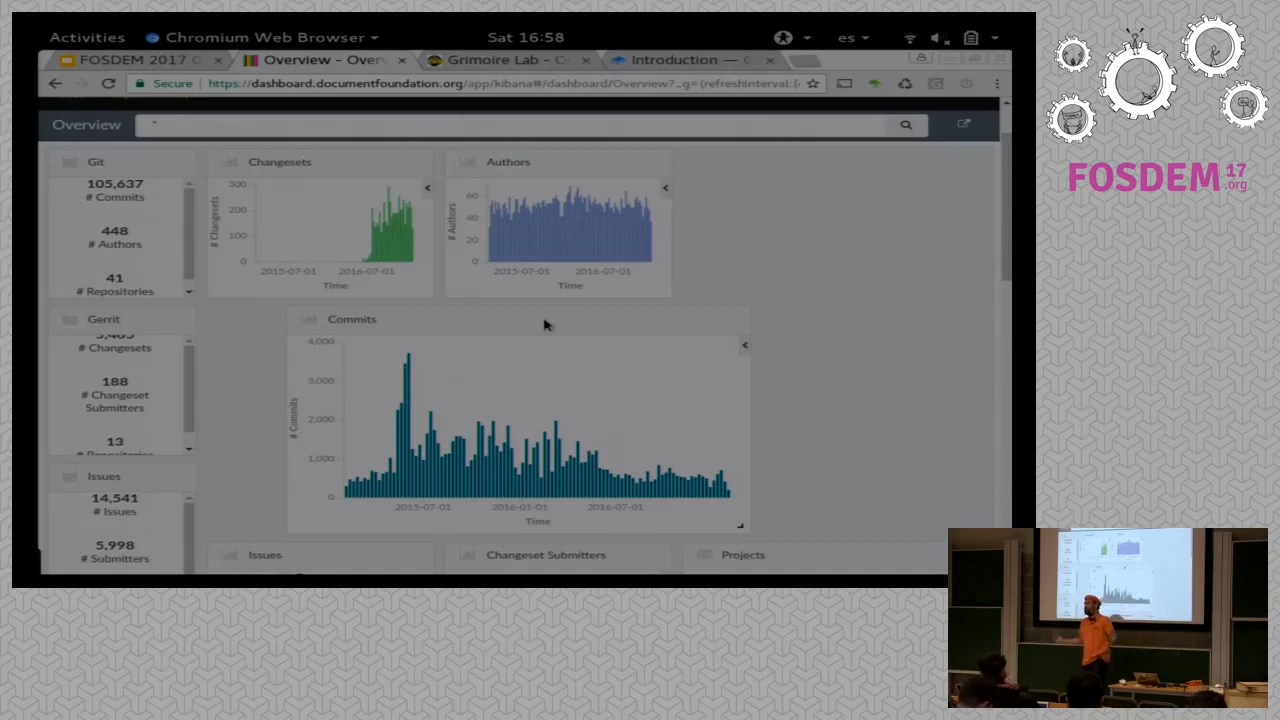 Activities
Chromium Web Browser
Sat 16:58
es
FOSDEM 2017 ×
Overview - Over ×
Grimoire Lab - ×
Introduction — ×
Secure
https://dashboard.documentfoundation.org/app/kibana#/dashboard/Overview?_g=(refreshInterval:(
Overview
Git
105,637
# Commits
448
# Authors
41
# Repositories
Changesets
300
200
100
0
# Changesets
2015-07-01
2016-07-01
Time
Authors
60
40
20
0
# Authors
2015-07-01
2016-07-01
Time
Gerrit
# Changesets
188
# Changeset
Submitters
13
Commits
4,000
3,000
2,000
1,000
0
# Commits
2015-07-01
2016-01-01
2016-07-01
Time
Issues
14,541
# Issues
5,998
# Submitters
Issues
Changeset Submitters
Projects
FOSDEM 17
.org